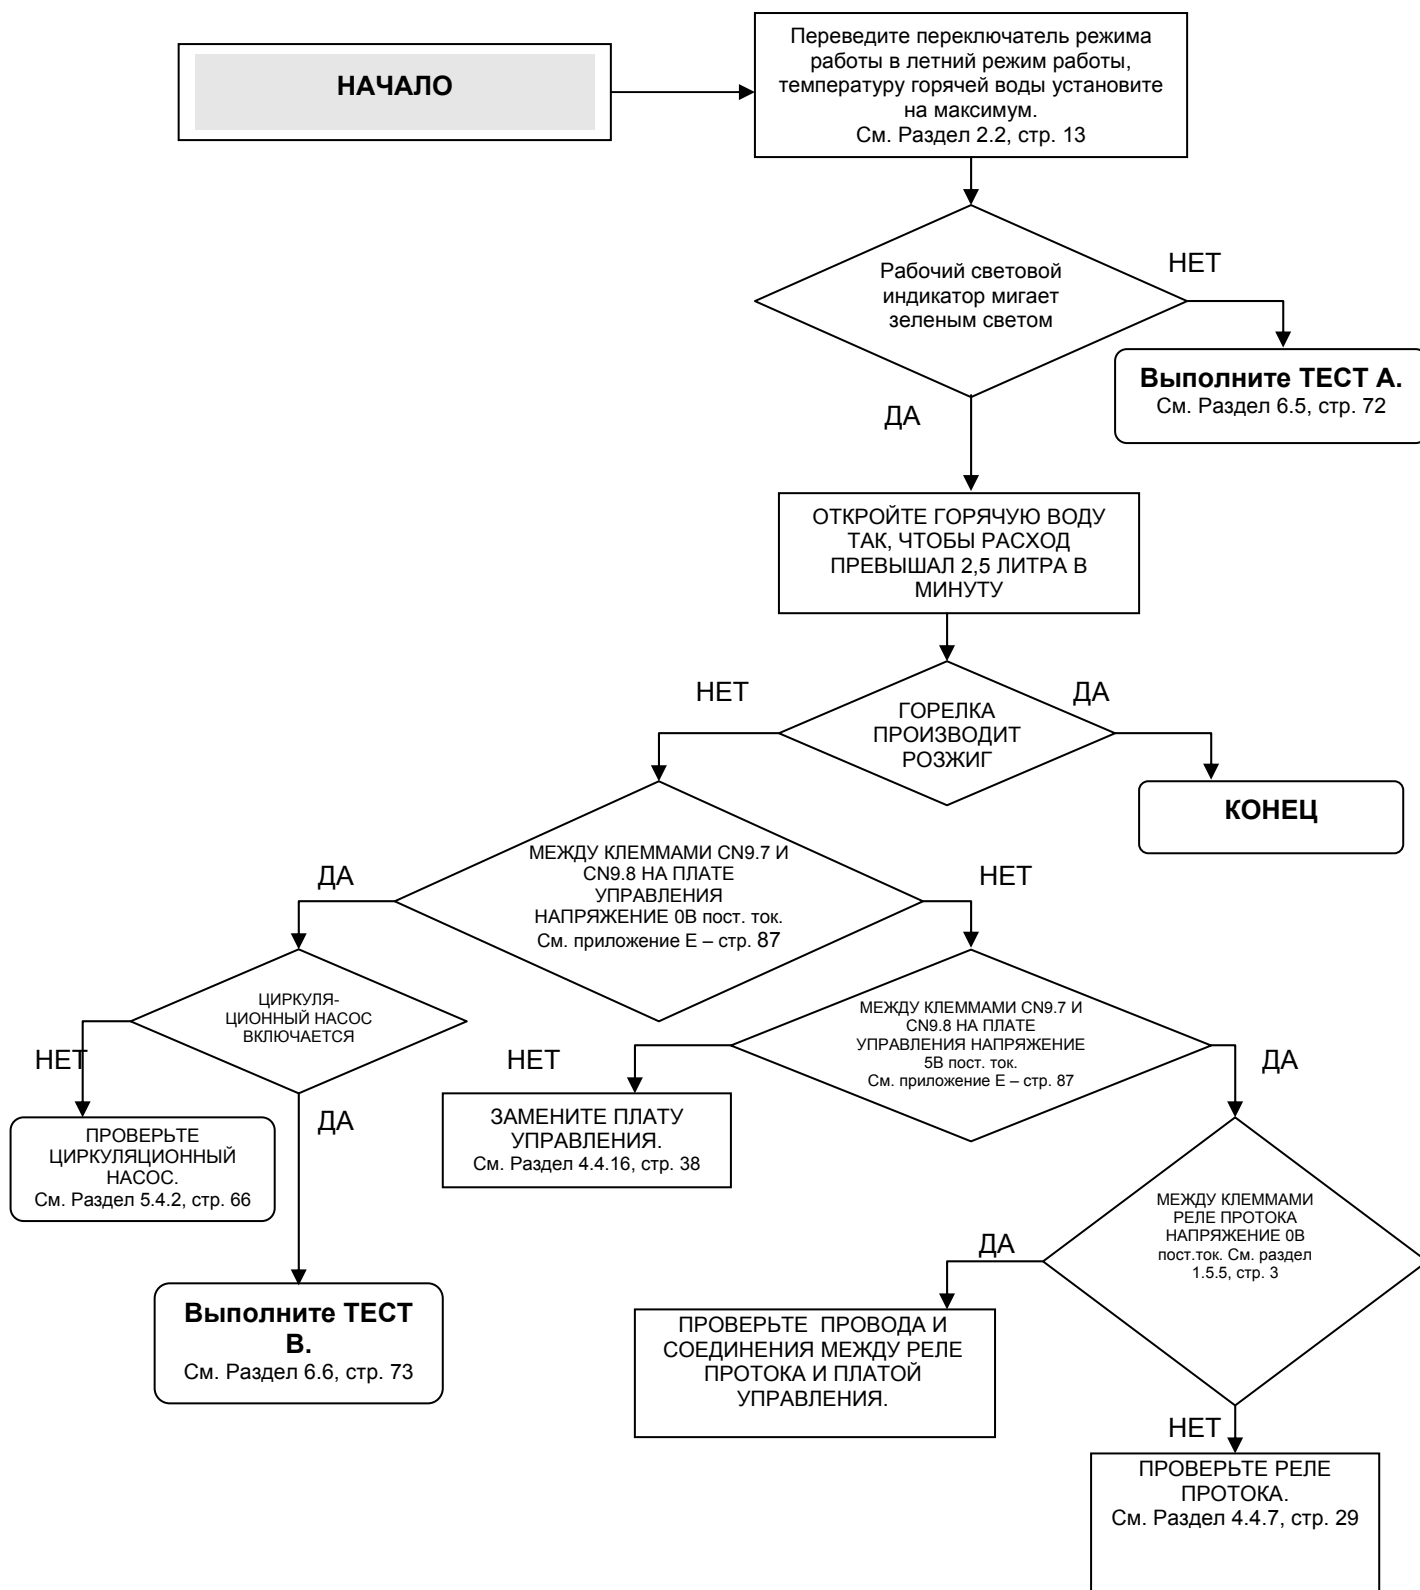 НАЧАЛО
Переведите переключатель режима
работы в летний режим работы,
температуру горячей воды установите
на максимум.
См. Раздел 2.2, стр. 13
Рабочий световой
индикатор мигает
зеленым светом
НЕТ
Выполните ТЕСТ А.
См. Раздел 6.5, стр. 72
ДА
ОТКРОЙТЕ ГОРЯЧУЮ ВОДУ
ТАК, ЧТОБЫ РАСХОД
ПРЕВЫШАЛ 2,5 ЛИТРА В
МИНУТУ
НЕТ
ДА
ГОРЕЛКА
ПРОИЗВОДИТ
РОЗЖИГ
КОНЕЦ
МЕЖДУ КЛЕММАМИ CN9.7 И
CN9.8 НА ПЛАТЕ
УПРАВЛЕНИЯ
НАПРЯЖЕНИЕ 0В пост. ток.
См. приложение Е – стр. 87
ДА
НЕТ
ЦИРКУЛЯ-
ЦИОННЫЙ НАСОС
ВКЛЮЧАЕТСЯ
МЕЖДУ КЛЕММАМИ CN9.7 И
CN9.8 НА ПЛАТЕ
УПРАВЛЕНИЯ НАПРЯЖЕНИЕ
5В пост. ток.
См. приложение Е – стр. 87
НЕТ
НЕТ
ДА
ДА
ПРОВЕРЬТЕ
ЦИРКУЛЯЦИОННЫЙ
НАСОС.
См. Раздел 5.4.2, стр. 66
ЗАМЕНИТЕ ПЛАТУ
УПРАВЛЕНИЯ.
См. Раздел 4.4.16, стр. 38
МЕЖДУ КЛЕММАМИ
РЕЛЕ ПРОТОКА
НАПРЯЖЕНИЕ 0В
пост.ток. См. раздел
1.5.5, стр. 3
ДА
Выполните ТЕСТ
В.
См. Раздел 6.6, стр. 73
ПРОВЕРЬТЕ  ПРОВОДА И
СОЕДИНЕНИЯ МЕЖДУ РЕЛЕ
ПРОТОКА И ПЛАТОЙ
УПРАВЛЕНИЯ.
НЕТ
ПРОВЕРЬТЕ РЕЛЕ
ПРОТОКА.
См. Раздел 4.4.7, стр. 29